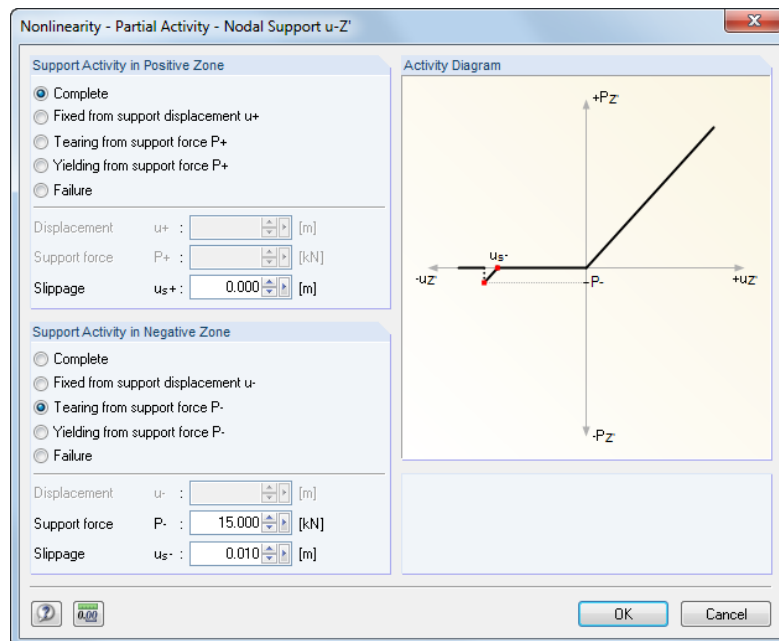 Nonlinearity - Partial Activity - Nodal Support u-Z'
Support Activity in Positive Zone
Complete
Fixed from support displacement u+
Tearing from support force P+
Yielding from support force P+
Failure
Displacement u+ : [m]
Support force P+ : [kN]
Slippage us+ : 0.000 [m]
Support Activity in Negative Zone
Complete
Fixed from support displacement u-
Tearing from support force P-
Yielding from support force P-
Failure
Displacement u- : [m]
Support force P- : 15.000 [kN]
Slippage us- : 0.010 [m]
Activity Diagram
+PZ'
us-
-uZ'
P-
+uZ'
-PZ'
0.00
OK
Cancel